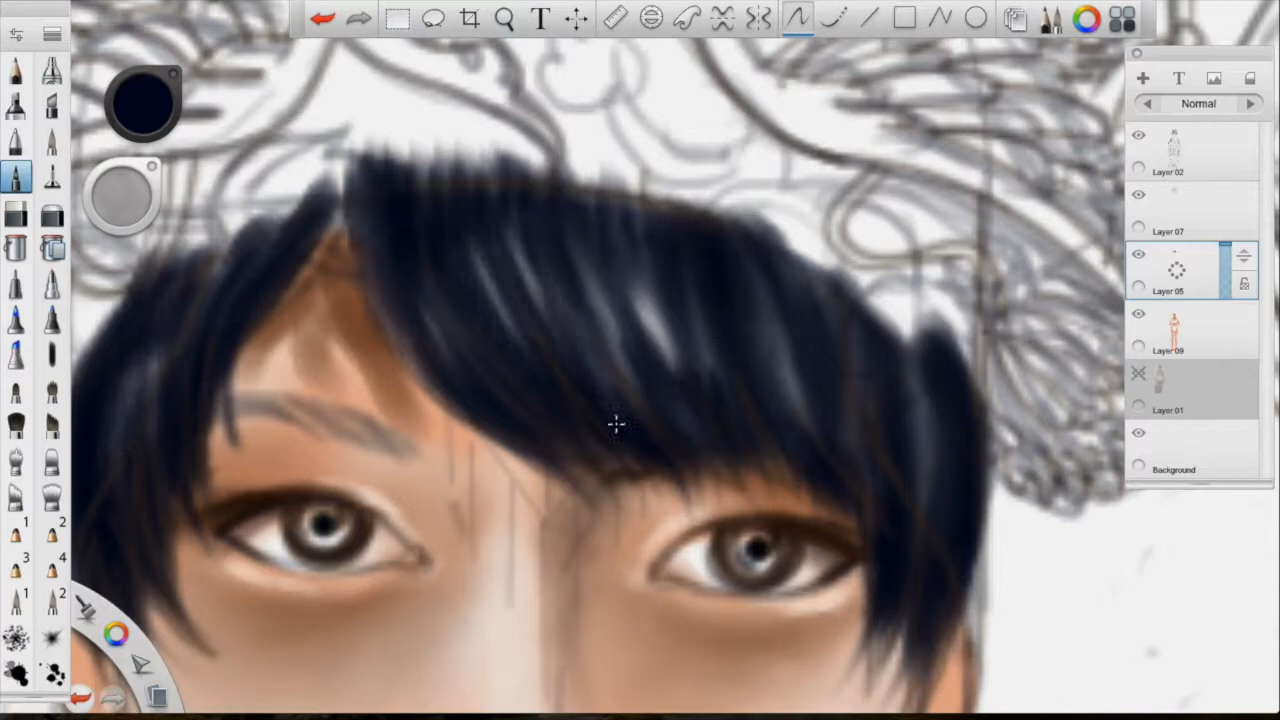 T
T
Normal
Layer 02
Layer 07
Layer 05
Layer 09
Layer 01
Background
1 2
3 4
1 2